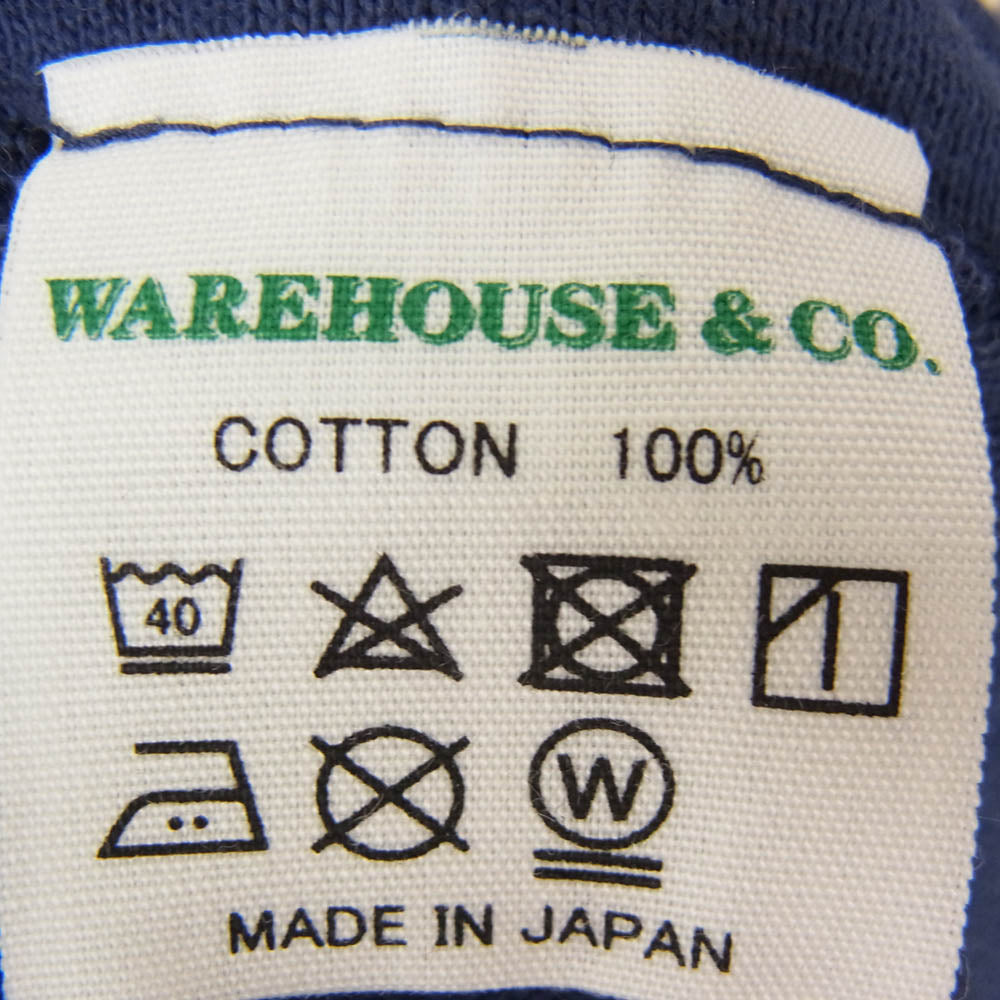 WAREHOUSE & CO.
COTTON 100%
40
W
MADE IN JAPAN